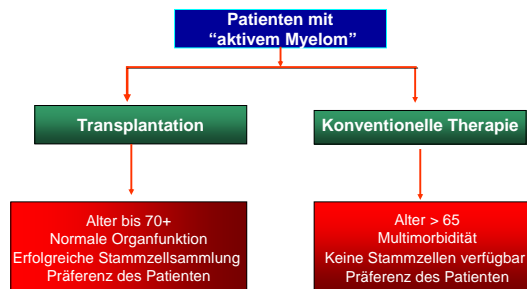 Patienten mit
“aktivem Myelom”
Transplantation
Konventionelle Therapie
Alter bis 70+
Normale Organfunktion
Erfolgreiche Stammzellsammlung
Präferenz des Patienten
Alter > 65
Multimorbidität
Keine Stammzellen verfügbar
Präferenz des Patienten